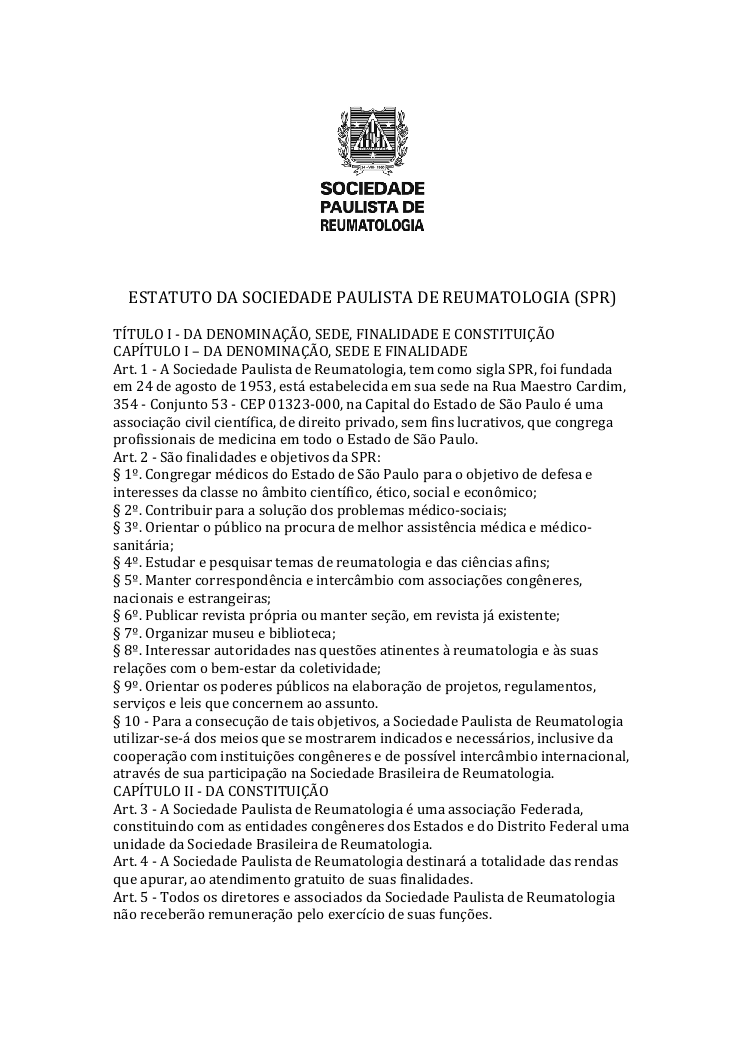 SOCIEDADE
PAULISTA DE
REUMATOLOGIA
ESTATUTO DA SOCIEDADE PAULISTA DE REUMATOLOGIA (SPR)
TÍTULO I - DA DENOMINAÇÃO, SEDE, FINALIDADE E CONSTITUIÇÃO
CAPÍTULO I – DA DENOMINAÇÃO, SEDE E FINALIDADE
Art. 1 - A Sociedade Paulista de Reumatologia, tem como sigla SPR, foi fundada
em 24 de agosto de 1953, está estabelecida em sua sede na Rua Maestro Cardim,
354 - Conjunto 53 - CEP 01323-000, na Capital do Estado de São Paulo é uma
associação civil científica, de direito privado, sem fins lucrativos, que congrega
profissionais de medicina em todo o Estado de São Paulo.
Art. 2 - São finalidades e objetivos da SPR:
§ 1º. Congregar médicos do Estado de São Paulo para o objetivo de defesa e
interesses da classe no âmbito científico, ético, social e econômico;
§ 2º. Contribuir para a solução dos problemas médico-sociais;
§ 3º. Orientar o público na procura de melhor assistência médica e médico-
sanitária;
§ 4º. Estudar e pesquisar temas de reumatologia e das ciências afins;
§ 5º. Manter correspondência e intercâmbio com associações congêneres,
nacionais e estrangeiras;
§ 6º. Publicar revista própria ou manter seção, em revista já existente;
§ 7º. Organizar museu e biblioteca;
§ 8º. Interessar autoridades nas questões atinentes à reumatologia e às suas
relações com o bem-estar da coletividade;
§ 9º. Orientar os poderes públicos na elaboração de projetos, regulamentos,
serviços e leis que concernem ao assunto.
§ 10 - Para a consecução de tais objetivos, a Sociedade Paulista de Reumatologia
utilizar-se-á dos meios que se mostrarem indicados e necessários, inclusive da
cooperação com instituições congêneres e de possível intercâmbio internacional,
através de sua participação na Sociedade Brasileira de Reumatologia.
CAPÍTULO II - DA CONSTITUIÇÃO
Art. 3 - A Sociedade Paulista de Reumatologia é uma associação Federada,
constituindo com as entidades congêneres dos Estados e do Distrito Federal uma
unidade da Sociedade Brasileira de Reumatologia.
Art. 4 - A Sociedade Paulista de Reumatologia destinará a totalidade das rendas
que apurar, ao atendimento gratuito de suas finalidades.
Art. 5 - Todos os diretores e associados da Sociedade Paulista de Reumatologia
não receberão remuneração pelo exercício de suas funções.